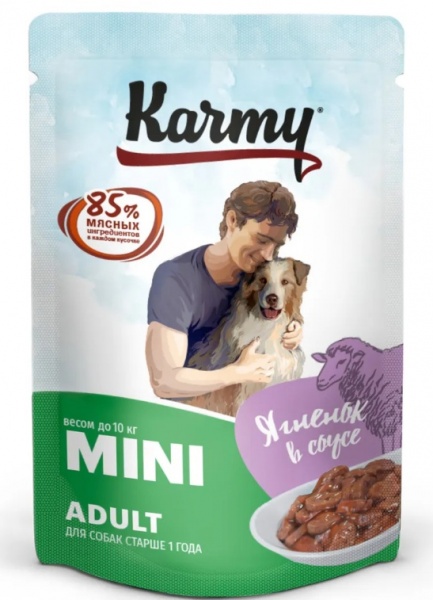 Karmy®
85%
МЯСНЫХ
ингредиентов
в каждом кусочке
весом до 10 кг
MINI
Ягненок
в соусе
ADULT
ДЛЯ СОБАК СТАРШЕ 1 ГОДА